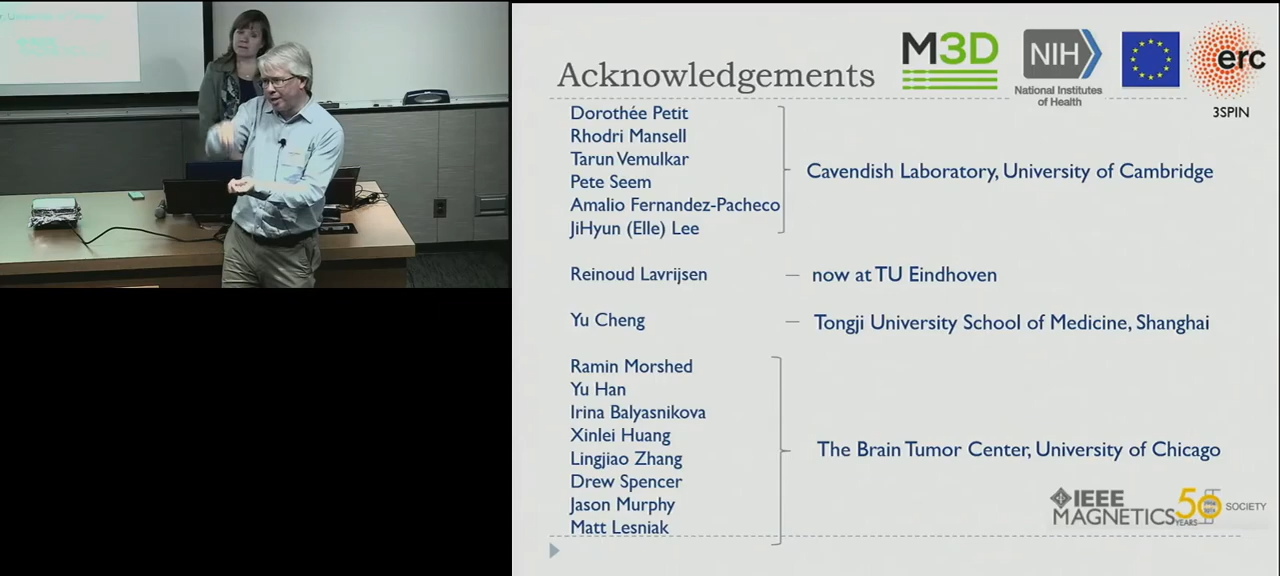 M3D
NIH
National Institutes
of Health
erc
3SPIN
Acknowledgements
Dorothée Petit
Rhodri Mansell
Tarun Vemulkar
Pete Seem
Amalio Fernandez-Pacheco
JiHyun (Elle) Lee
Cavendish Laboratory, University of Cambridge
Reinoud Lavrijsen
now at TU Eindhoven
Yu Cheng
Tongji University School of Medicine, Shanghai
Ramin Morshed
Yu Han
Irina Balyasnikova
Xinlei Huang
Lingjiao Zhang
Drew Spencer
Jason Murphy
Matt Lesniak
The Brain Tumor Center, University of Chicago
IEEE
MAGNETICS
50
YEARS
SOCIETY